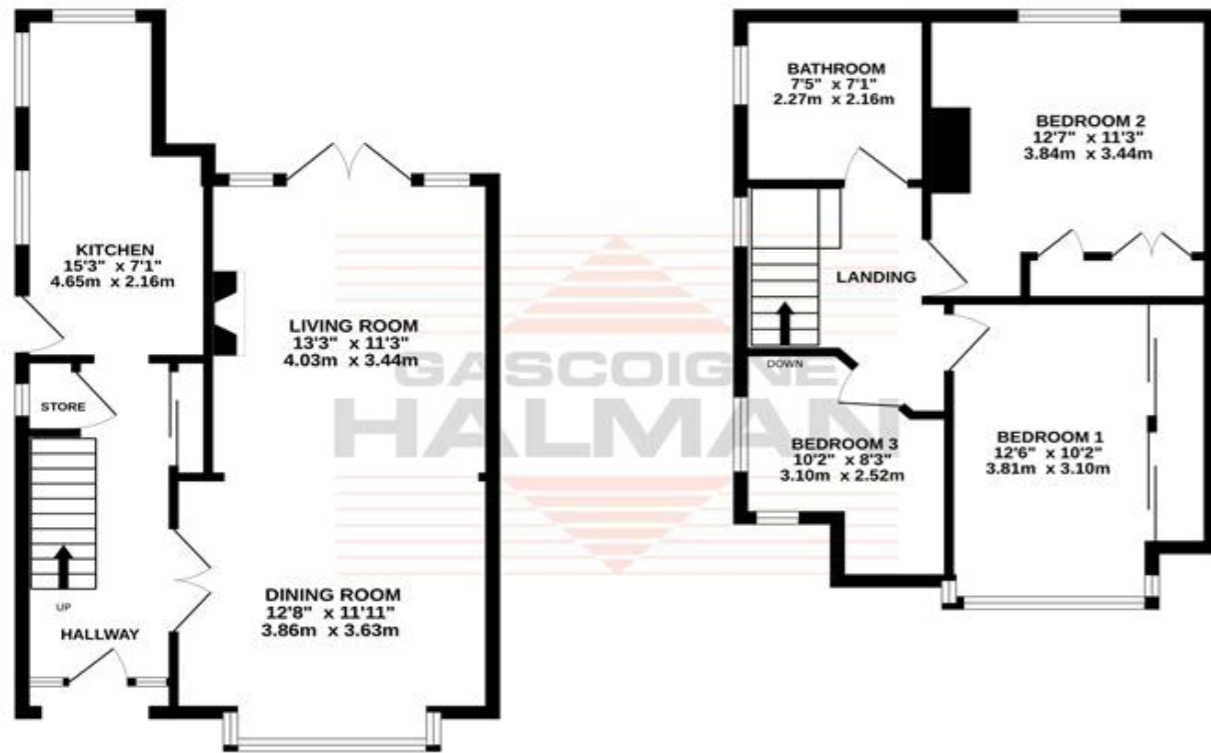 KITCHEN
15'3" x 7'1"
4.65m x 2.16m
STORE
UP
HALLWAY
LIVING ROOM
13'3" x 11'3"
4.03m x 3.44m
DINING ROOM
12'8" x 11'11"
3.86m x 3.63m
GASCOIGNE
HALMAN
BATHROOM
7'5" x 7'1"
2.27m x 2.16m
BEDROOM 2
12'7" x 11'3"
3.84m x 3.44m
LANDING
DOWN
BEDROOM 3
10'2" x 8'3"
3.10m x 2.52m
BEDROOM 1
12'6" x 10'2"
3.81m x 3.10m